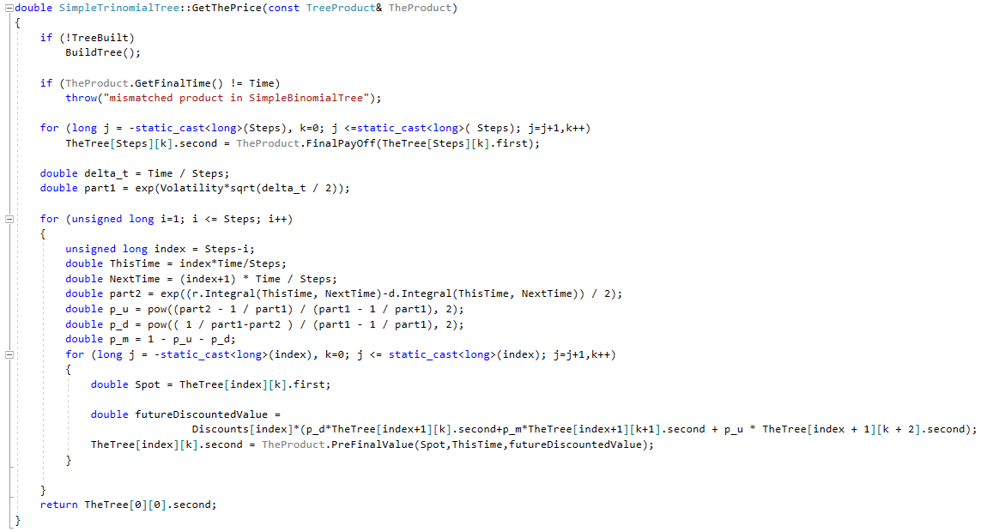 double SimpleTrinomialTree::GetThePrice(const TreeProduct& TheProduct)
{
if (!TreeBuilt)
BuildTree();
if (TheProduct.GetFinalTime() != Time)
throw("mismatched product in SimpleBinomialTree");
for (long j = -static_cast<long>(Steps), k=0; j <=static_cast<long>( Steps); j=j+1,k++)
TheTree[Steps][k].second = TheProduct.FinalPayOff(TheTree[Steps][k].first);
double delta_t = Time / Steps;
double part1 = exp(Volatility*sqrt(delta_t / 2));
for (unsigned long i=1; i <= Steps; i++)
{
unsigned long index = Steps-i;
double ThisTime = index*Time/Steps;
double NextTime = (index+1) * Time / Steps;
double part2 = exp((r.Integral(ThisTime, NextTime)-d.Integral(ThisTime, NextTime)) / 2);
double p_u = pow((part2 - 1 / part1) / (part1 - 1 / part1), 2);
double p_d = pow(( 1 / part1-part2 ) / (part1 - 1 / part1), 2);
double p_m = 1 - p_u - p_d;
for (long j = -static_cast<long>(index), k=0; j <= static_cast<long>(index); j=j+1,k++)
{
double Spot = TheTree[index][k].first;
double futureDiscountedValue =
Discounts[index]*(p_d*TheTree[index+1][k].second+p_m*TheTree[index+1][k+1].second + p_u * TheTree[index + 1][k + 2].second);
TheTree[index][k].second = TheProduct.PreFinalValue(Spot,ThisTime,futureDiscountedValue);
}
}
return TheTree[0][0].second;
}